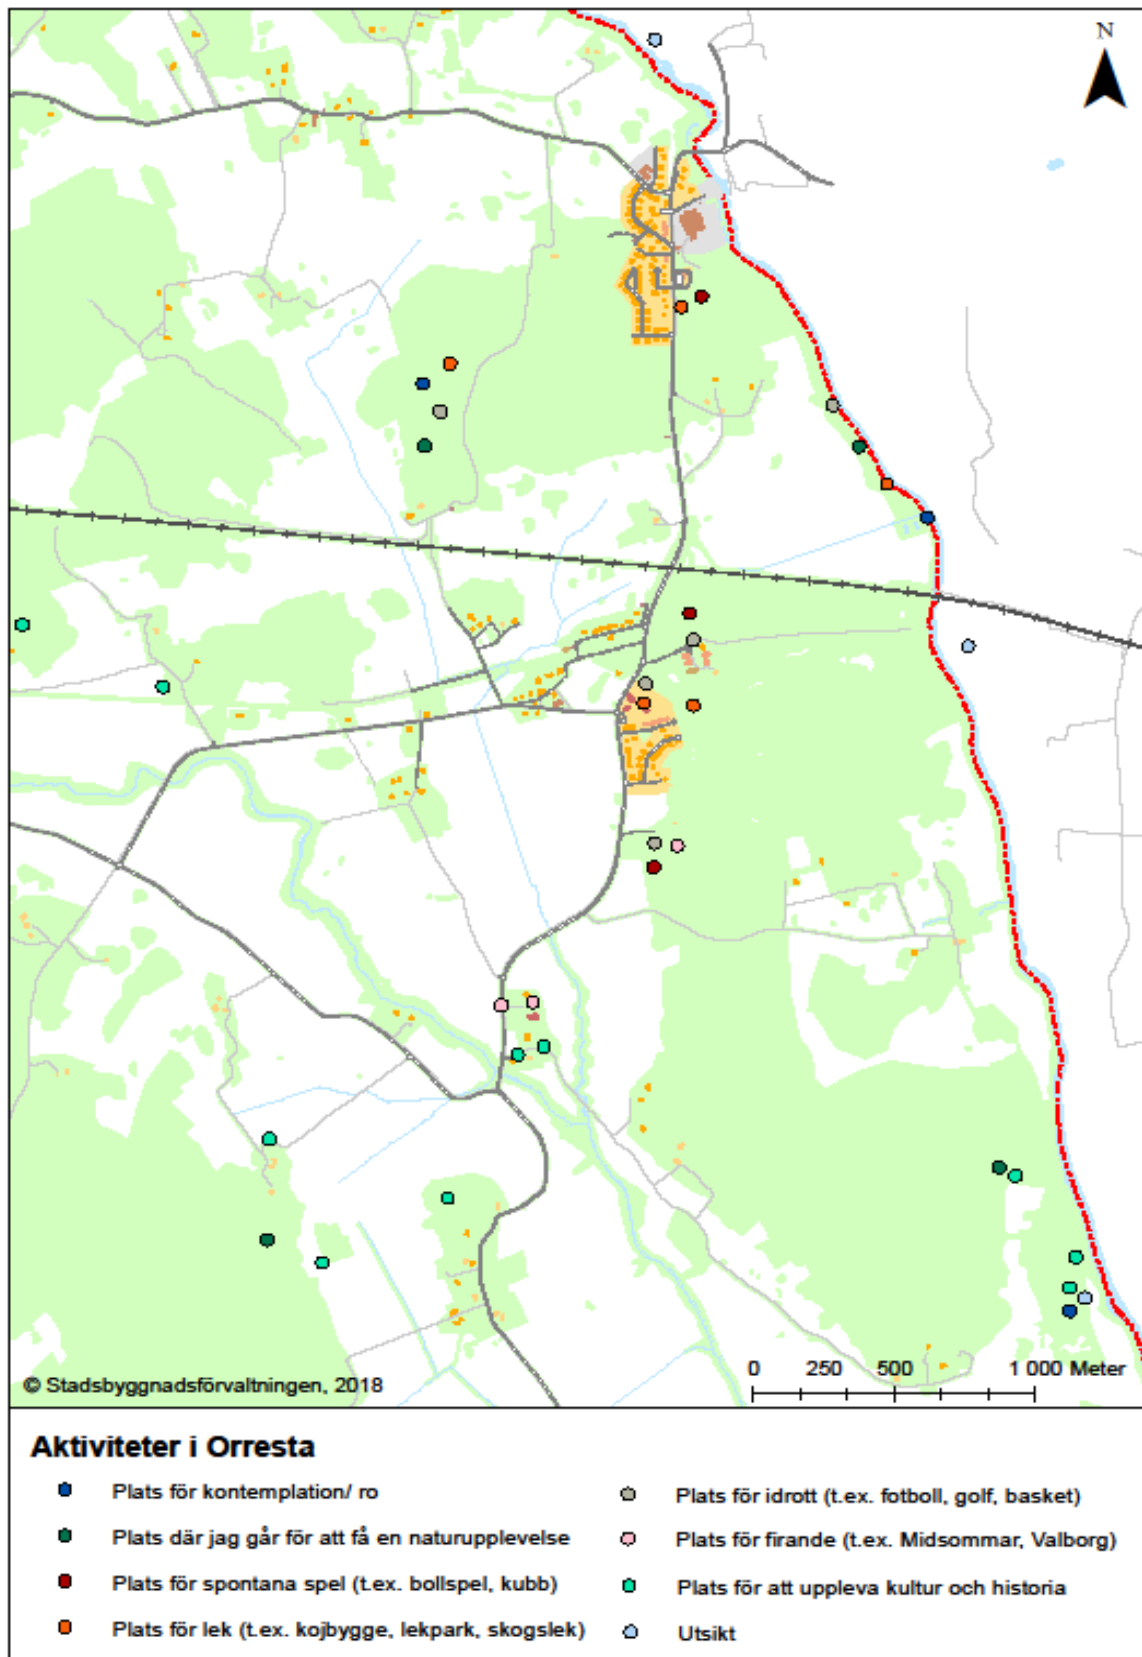 N
0 250 500 1 000 Meter
© Stadsbyggnadsförvaltningen, 2018
Aktiviteter i Orresta
Plats för kontemplation/ ro
Plats där jag går för att få en naturupplevelse
Plats för spontana spel (t.ex. bollspel, kubb)
Plats för lek (t.ex. kojbygge, lekpark, skogslek)
Plats för idrott (t.ex. fotboll, golf, basket)
Plats för firande (t.ex. Midsommar, Valborg)
Plats för att uppleva kultur och historia
Utsikt